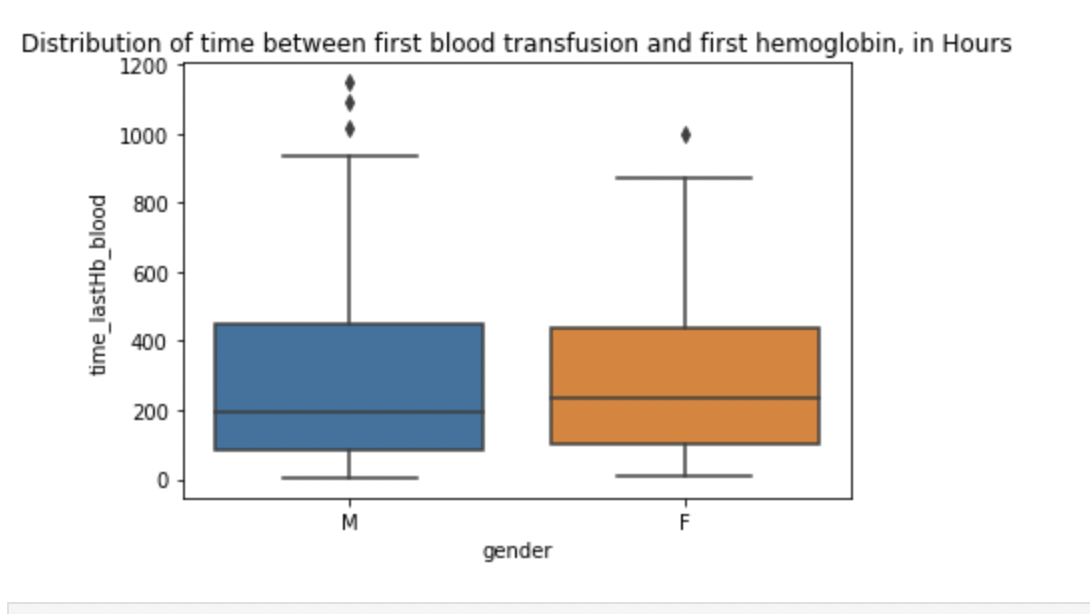 Distribution of time between first blood transfusion and first hemoglobin, in Hours
1200
1000
800
600
400
200
0
time_lastHb_blood
M F
gender